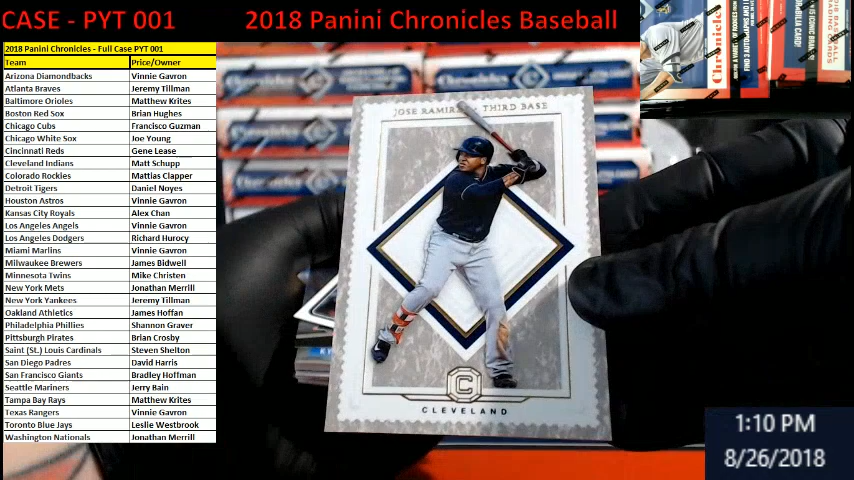 CASE - PYT 001
2018 Panini Chronicles Baseball
2018 Panini Chronicles - Full Case PYT 001
Team Price/Owner
Arizona Diamondbacks Vinnie Gavron
Atlanta Braves Jeremy Tillman
Baltimore Orioles Matthew Krites
Boston Red Sox Brian Hughes
Chicago Cubs Francisco Guzman
Chicago White Sox Joe Young
Cincinnati Reds Gene Lease
Cleveland Indians Matt Schupp
Colorado Rockies Mattias Clapper
Detroit Tigers Daniel Noyes
Houston Astros Vinnie Gavron
Kansas City Royals Alex Chan
Los Angeles Angels Vinnie Gavron
Los Angeles Dodgers Richard Hurocy
Miami Marlins Vinnie Gavron
Milwaukee Brewers James Bidwell
Minnesota Twins Mike Christen
New York Mets Jonathan Merrill
New York Yankees Jeremy Tillman
Oakland Athletics James Hoffan
Philadelphia Phillies Shannon Graver
Pittsburgh Pirates Brian Crosby
Saint (St.) Louis Cardinals Steven Shelton
San Diego Padres David Harris
San Francisco Giants Bradley Hoffman
Seattle Mariners Jerry Bain
Tampa Bay Rays Matthew Krites
Texas Rangers Vinnie Gavron
Toronto Blue Jays Leslie Westbrook
Washington Nationals Jonathan Merrill
JOSE RAMIREZ • THIRD BASE
C
CLEVELAND
Chronicles
1:10 PM
8/26/2018